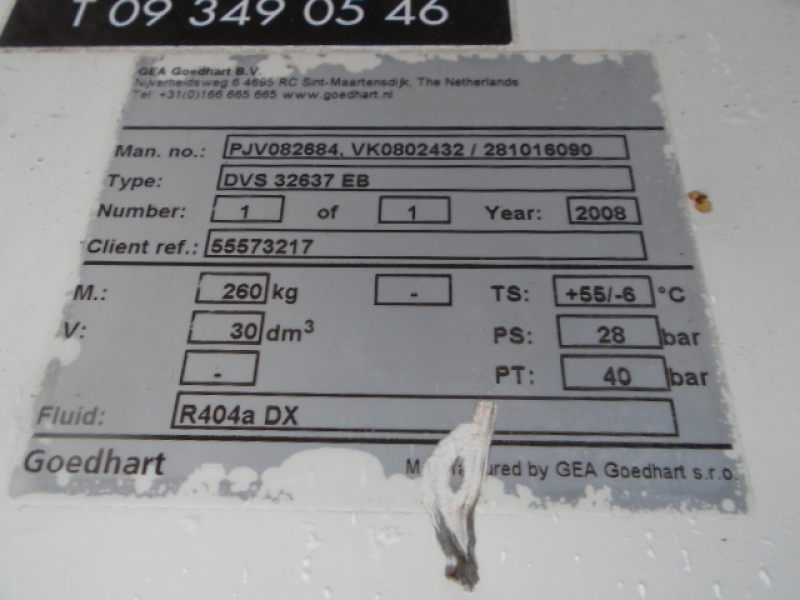 T 09 349 05 46
GEA Goedhart B.V.
Nijverheidsweg 6 4695 RC Sint-Maartensdijk, The Netherlands
Tel: +31(0)166 665 665 www.goedhart.nl
Man. no.: PJV082684, VK0802432 / 281016090
Type: DVS 32637 EB
Number: 1 of 1 Year: 2008
Client ref.: 55573217
M.: 260 kg - TS: +55/-6 °C
V: 30 dm³ PS: 28 bar
- PT: 40 bar
Fluid: R404a DX
Goedhart by GEA Goedhart s.r.o.